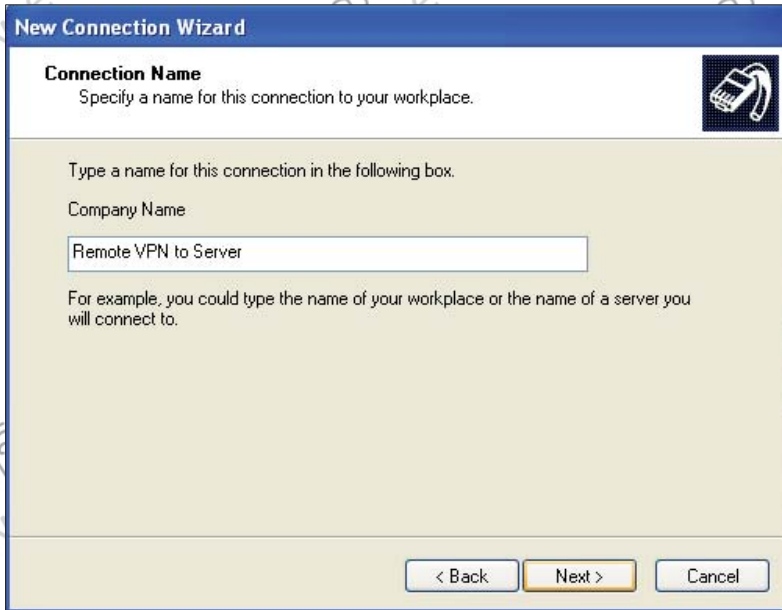 New Connection Wizard
Connection Name
Specify a name for this connection to your workplace.
Type a name for this connection in the following box.
Company Name
Remote VPN to Server
For example, you could type the name of your workplace or the name of a server you
will connect to.
< Back
Next >
Cancel